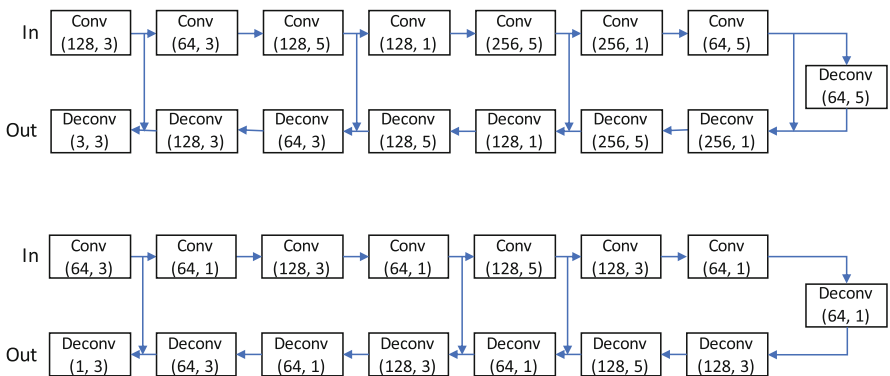 In
Conv
(128, 3)
Conv
(64, 3)
Conv
(128, 5)
Conv
(128, 1)
Conv
(256, 5)
Conv
(256, 1)
Conv
(64, 5)
Deconv
(64, 5)
Out
Deconv
(3, 3)
Deconv
(128, 3)
Deconv
(64, 3)
Deconv
(128, 5)
Deconv
(128, 1)
Deconv
(256, 5)
Deconv
(256, 1)
In
Conv
(64, 3)
Conv
(64, 1)
Conv
(128, 3)
Conv
(64, 1)
Conv
(128, 5)
Conv
(128, 3)
Conv
(64, 1)
Deconv
(64, 1)
Out
Deconv
(1, 3)
Deconv
(64, 3)
Deconv
(64, 1)
Deconv
(128, 3)
Deconv
(64, 1)
Deconv
(128, 5)
Deconv
(128, 3)